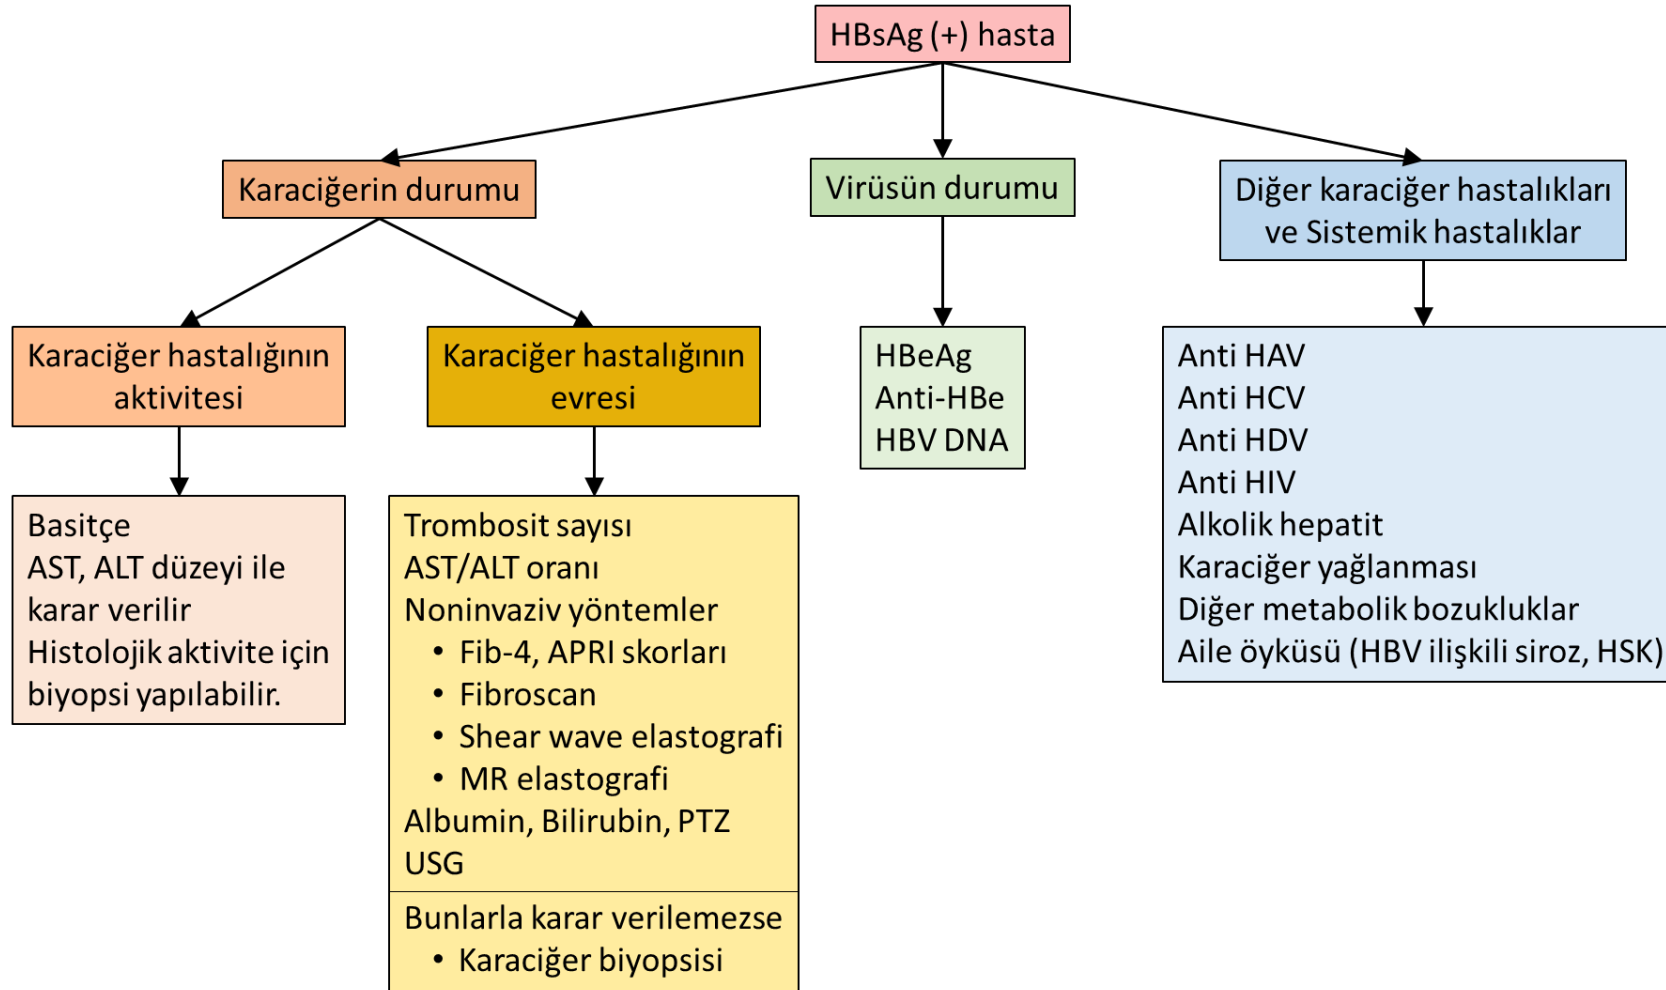 HBsAg (+) hasta
Karaciğerin durumu
Virüsün durumu
Diğer karaciğer hastalıkları
ve Sistemik hastalıklar
Karaciğer hastalığının
aktivitesi
Karaciğer hastalığının
evresi
HBeAg
Anti-HBe
HBV DNA
Anti HAV
Anti HCV
Anti HDV
Anti HIV
Alkolik hepatit
Karaciğer yağlanması
Diğer metabolik bozukluklar
Aile öyküsü (HBV ilişkili siroz, HSK)
Basitçe
AST, ALT düzeyi ile
karar verilir
Histolojik aktivite için
biyopsi yapılabilir.
Trombosit sayısı
AST/ALT oranı
Noninvaziv yöntemler
• Fib-4, APRI skorları
• Fibroscan
• Shear wave elastografi
• MR elastografi
Albumin, Bilirubin, PTZ
USG
Bunlarla karar verilemezse
• Karaciğer biyopsisi